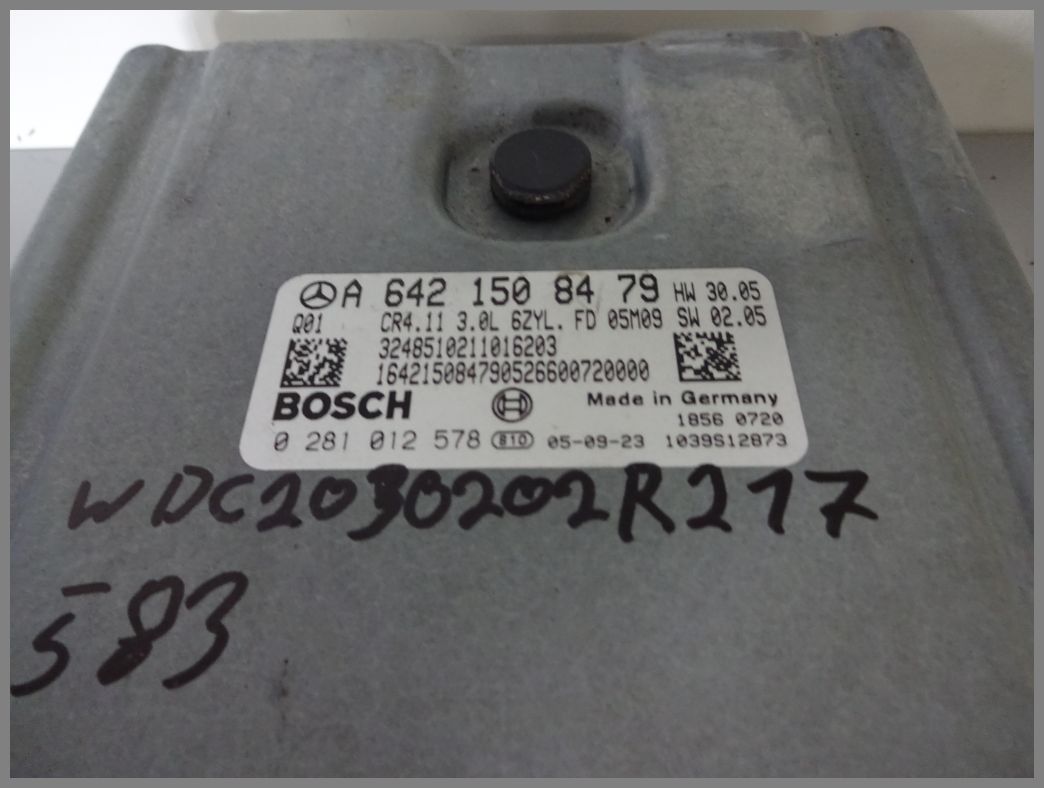 A 642 150 84 79 HW 30.05
Q01 CR4.11 3.0L 6ZYL. FD 05M09 SW 02.05
3248510211016203
16421508479052660072​0000
BOSCH Made in Germany
1856 0720
0 281 012 578 810 05-09-23 1039S12873
WDC2030202R217
583